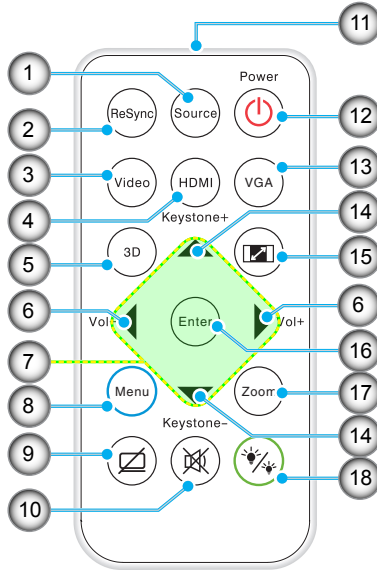 11
1
Power
ReSync
Source
2
12
3
13
Video
HDMI
VGA
4
Keystone+
14
3D
5
15
6
6
Vol
Enter
Vol+
7
16
8
Menu
Zoom
17
Keystone-
14
9
10
18